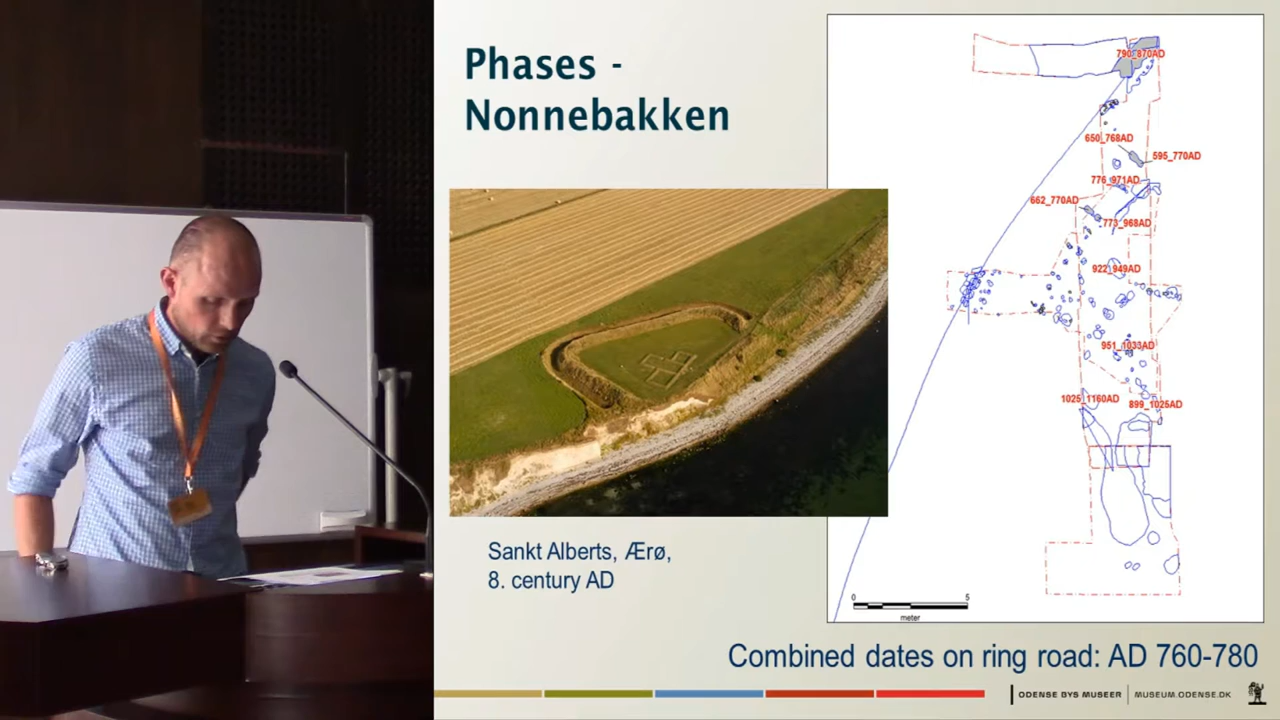 Phases -
Nonnebakken
790_870AD
650_768AD
595_770AD
776_971AD
662_770AD
773_968AD
922_949AD
951_1033AD
1025_1160AD
899_1025AD
0 5
meter
Sankt Alberts, Ærø,
8. century AD
Combined dates on ring road: AD 760-780
ODENSE BYS MUSEER MUSEUM.ODENSE.DK